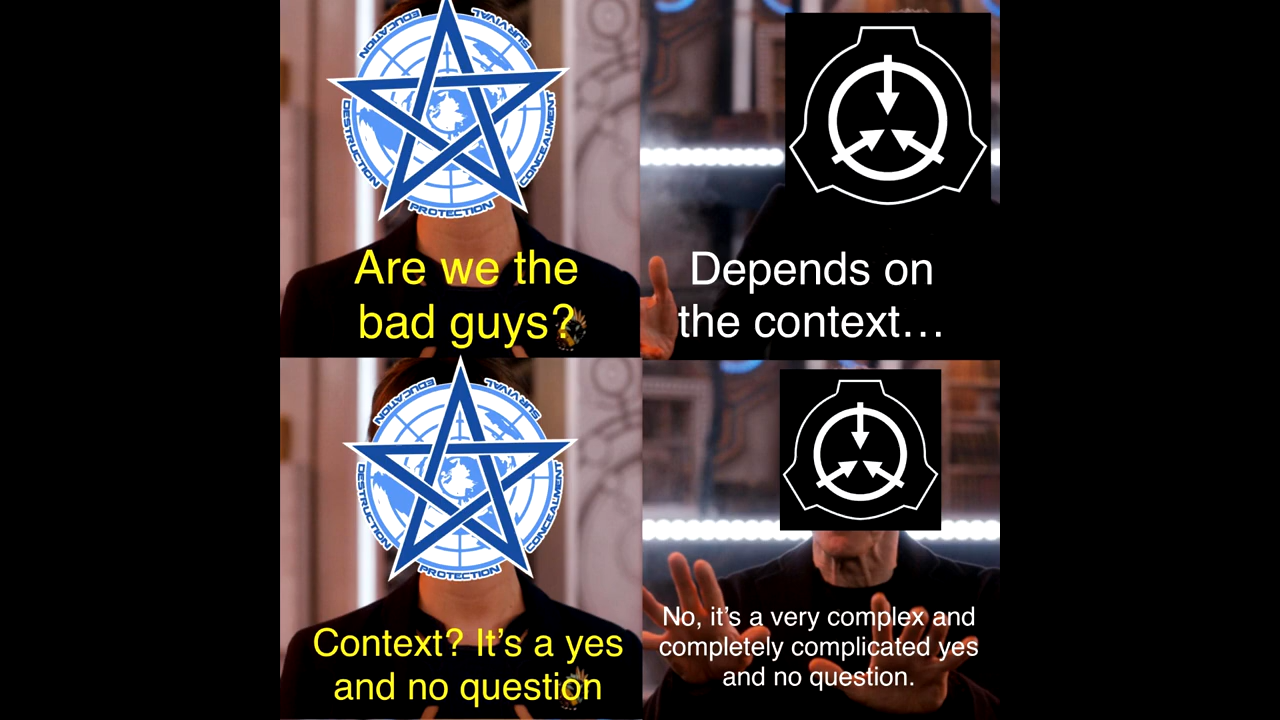 EDUCATION
SURVIVAL
DESTRUCTION
CONCEALMENT
PROTECTION
Are we the
bad guys?
Depends on
the context…
EDUCATION
SURVIVAL
DESTRUCTION
CONCEALMENT
PROTECTION
Context? It’s a yes
and no question
No, it’s a very complex and
completely complicated yes
and no question.